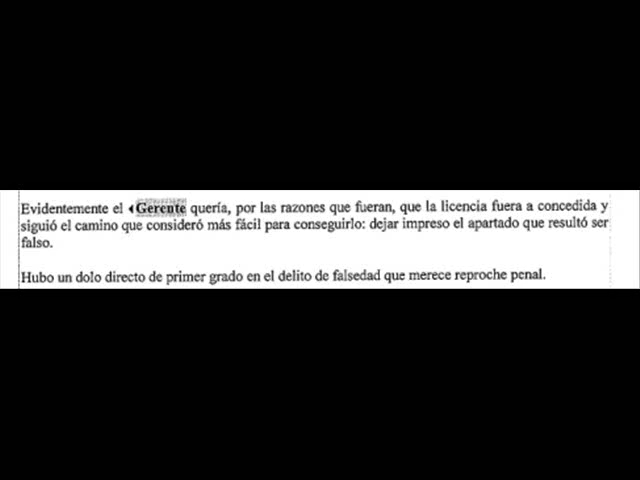 Evidentemente el Gerente quería, por las razones que fueran, que la licencia fuera a concedida y
siguió el camino que consideró más fácil para conseguirlo: dejar impreso el apartado que resultó ser
falso.
Hubo un dolo directo de primer grado en el delito de falsedad que merece reproche penal.